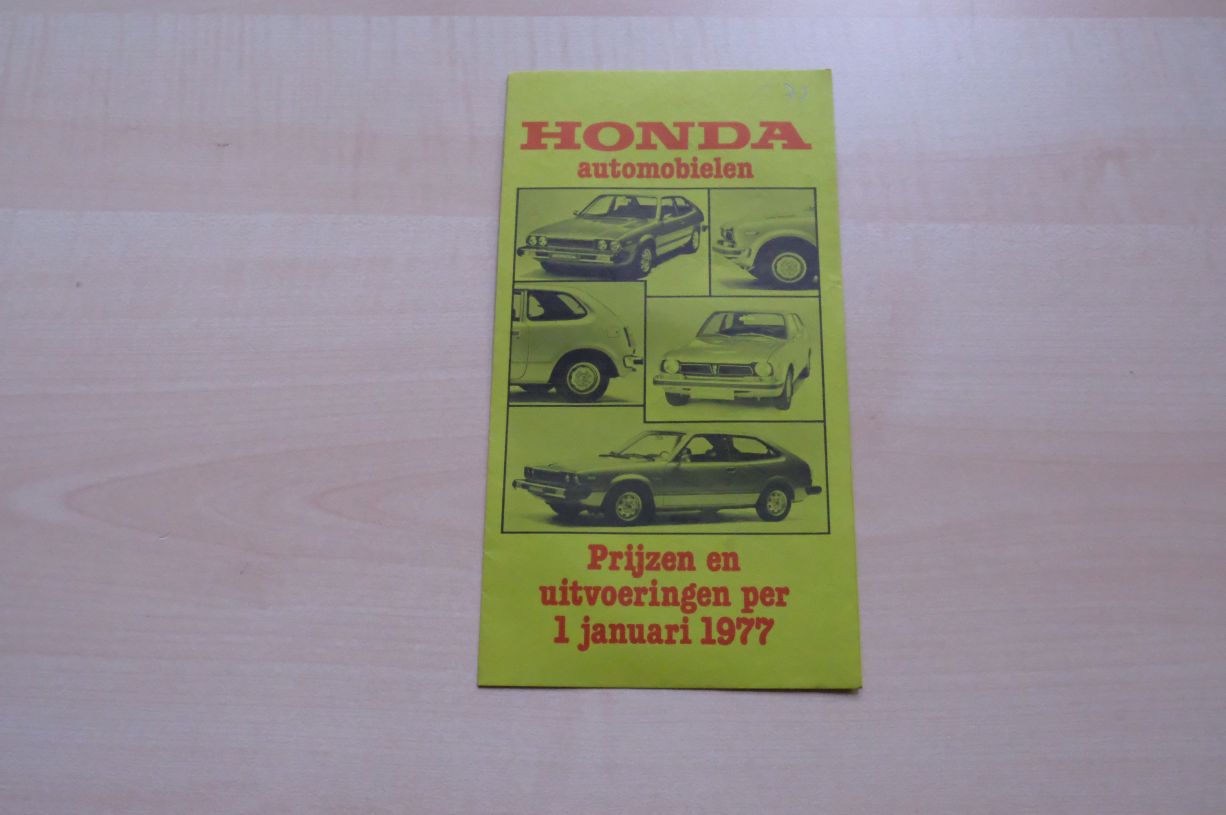 HONDA
automobielen
Prijzen en
uitvoeringen per
1 januari 1977